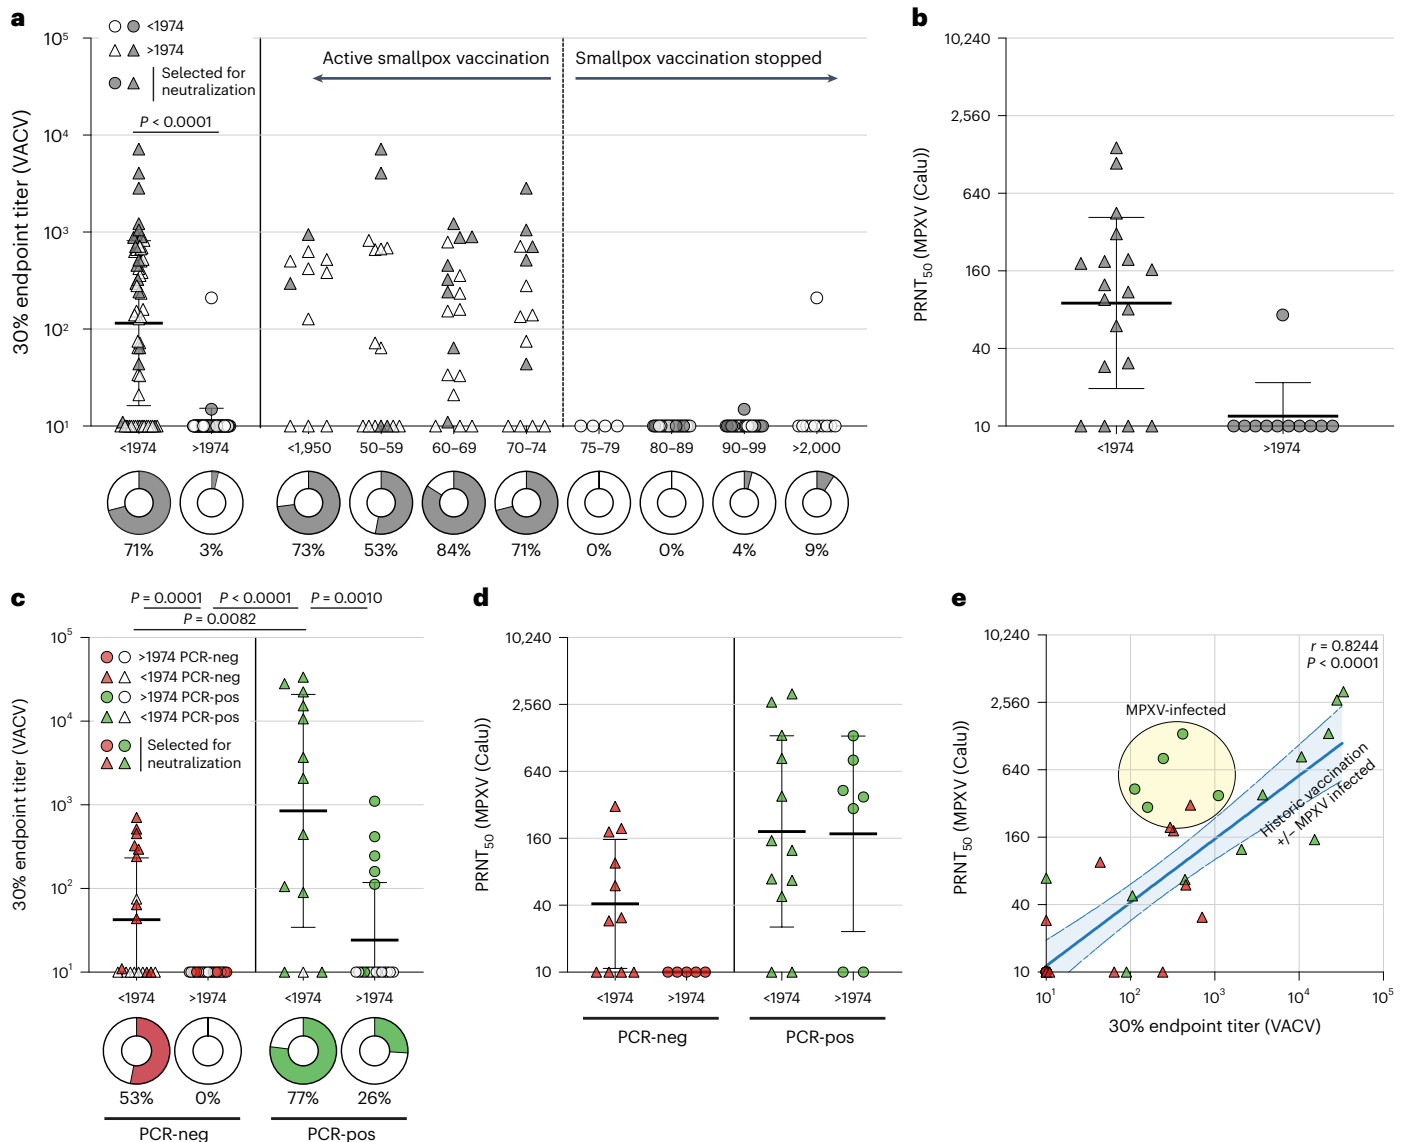 a
<1974
>1974
Selected for
neutralization
P < 0.0001
Active smallpox vaccination
Smallpox vaccination stopped
30% endpoint titer (VACV)
10⁵
10⁴
10³
10²
10¹
<1974
>1974
<1,950
50–59
60–69
70–74
75–79
80–89
90–99
>2,000
71%
3%
73%
53%
84%
71%
0%
0%
4%
9%
b
PRNT₅₀ (MPXV (Calu))
10,240
2,560
640
160
40
10
<1974
>1974
c
P = 0.0001
P < 0.0001
P = 0.0010
P = 0.0082
30% endpoint titer (VACV)
10⁵
10⁴
10³
10²
10¹
>1974 PCR-neg
<1974 PCR-neg
>1974 PCR-pos
<1974 PCR-pos
Selected for
neutralization
<1974
>1974
<1974
>1974
53%
0%
77%
26%
PCR-neg
PCR-pos
d
PRNT₅₀ (MPXV (Calu))
10,240
2,560
640
160
40
10
<1974
>1974
<1974
>1974
PCR-neg
PCR-pos
e
PRNT₅₀ (MPXV (Calu))
10,240
2,560
640
160
40
10
r = 0.8244
P < 0.0001
MPXV-infected
Historic vaccination
+/− MPXV infected
10¹
10²
10³
10⁴
10⁵
30% endpoint titer (VACV)